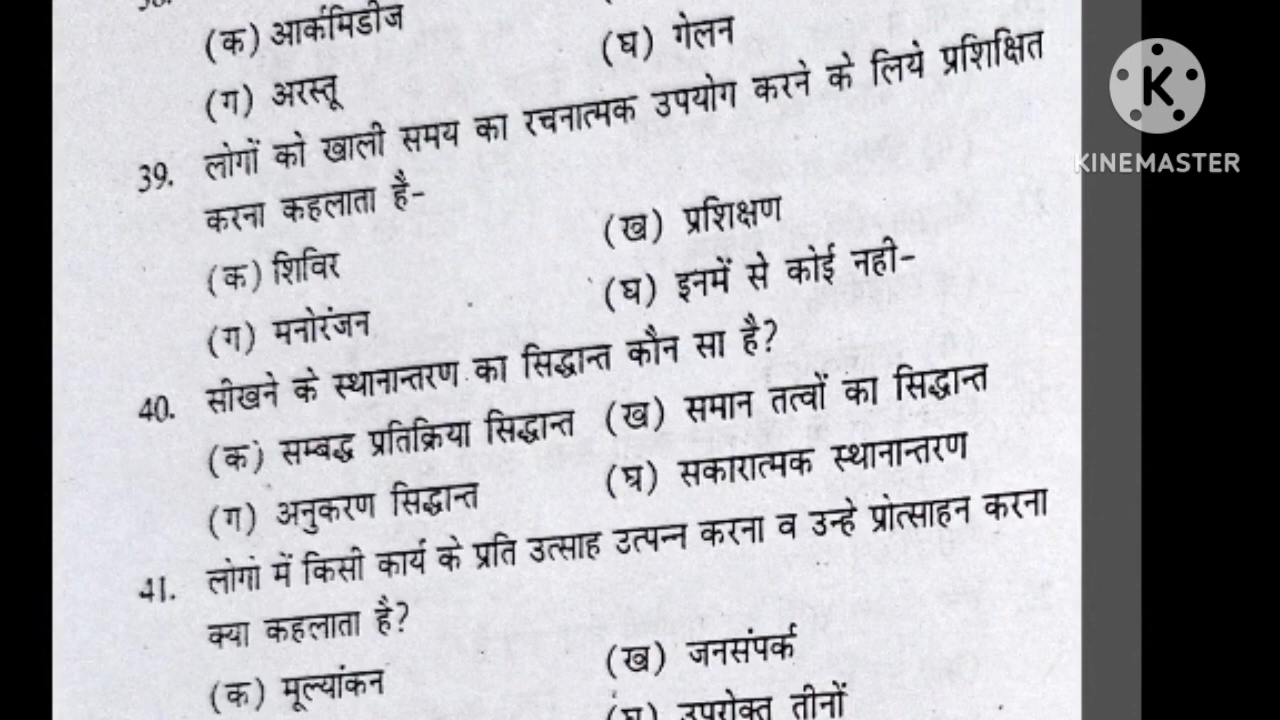 (क) आर्कमिडीज
(घ) गेलन
(ग) अरस्तू
39. लोगों को खाली समय का रचनात्मक उपयोग करने के लिये प्रशिक्षित
करना कहलाता है-
(क) शिविर
(ख) प्रशिक्षण
(ग) मनोरंजन
(घ) इनमें से कोई नही-
40. सीखने के स्थानान्तरण का सिद्धान्त कौन सा है?
(क) सम्बद्ध प्रतिक्रिया सिद्धान्त (ख) समान तत्वों का सिद्धान्त
(ग) अनुकरण सिद्धान्त
(घ) सकारात्मक स्थानान्तरण
41. लोगों में किसी कार्य के प्रति उत्साह उत्पन्न करना व उन्हे प्रोत्साहन करना
क्या कहलाता है?
(क) मूल्यांकन
(ख) जनसंपर्क
(घ) उपरोक्त तीनों
K
KINEMASTER